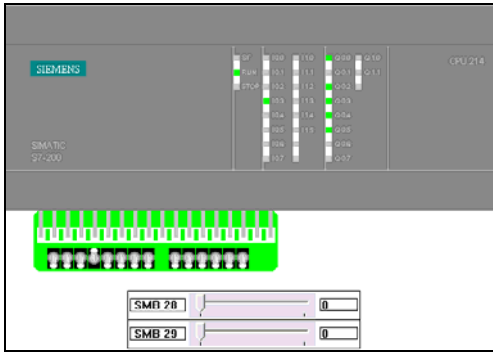 SIEMENS
SIMATIC
S7-200
SF
RUN
STOP
I0.0
I0.1
I0.2
I0.3
I0.4
I0.5
I0.6
I0.7
I1.0
I1.1
I1.2
I1.3
I1.4
I1.5
Q0.0
Q0.1
Q0.2
Q0.3
Q0.4
Q0.5
Q0.6
Q0.7
Q1.0
Q1.1
CPU 214
SMB 28 0
SMB 29 0